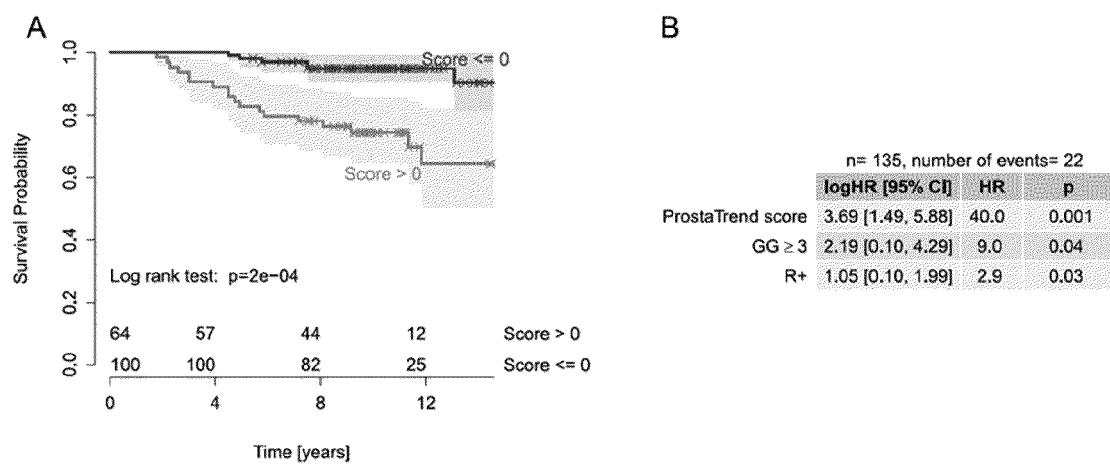 A
Survival Probability
1.0
0.8
0.6
0.4
0.2
0.0
Score <= 0
Score > 0
Log rank test: p=2e−04
64 57 44 12 Score > 0
100 100 82 25 Score <= 0
0 4 8 12
Time [years]
B
n= 135, number of events= 22
logHR [95% CI] HR p
ProstaTrend score 3.69 [1.49, 5.88] 40.0 0.001
GG ≥ 3 2.19 [0.10, 4.29] 9.0 0.04
R+ 1.05 [0.10, 1.99] 2.9 0.03